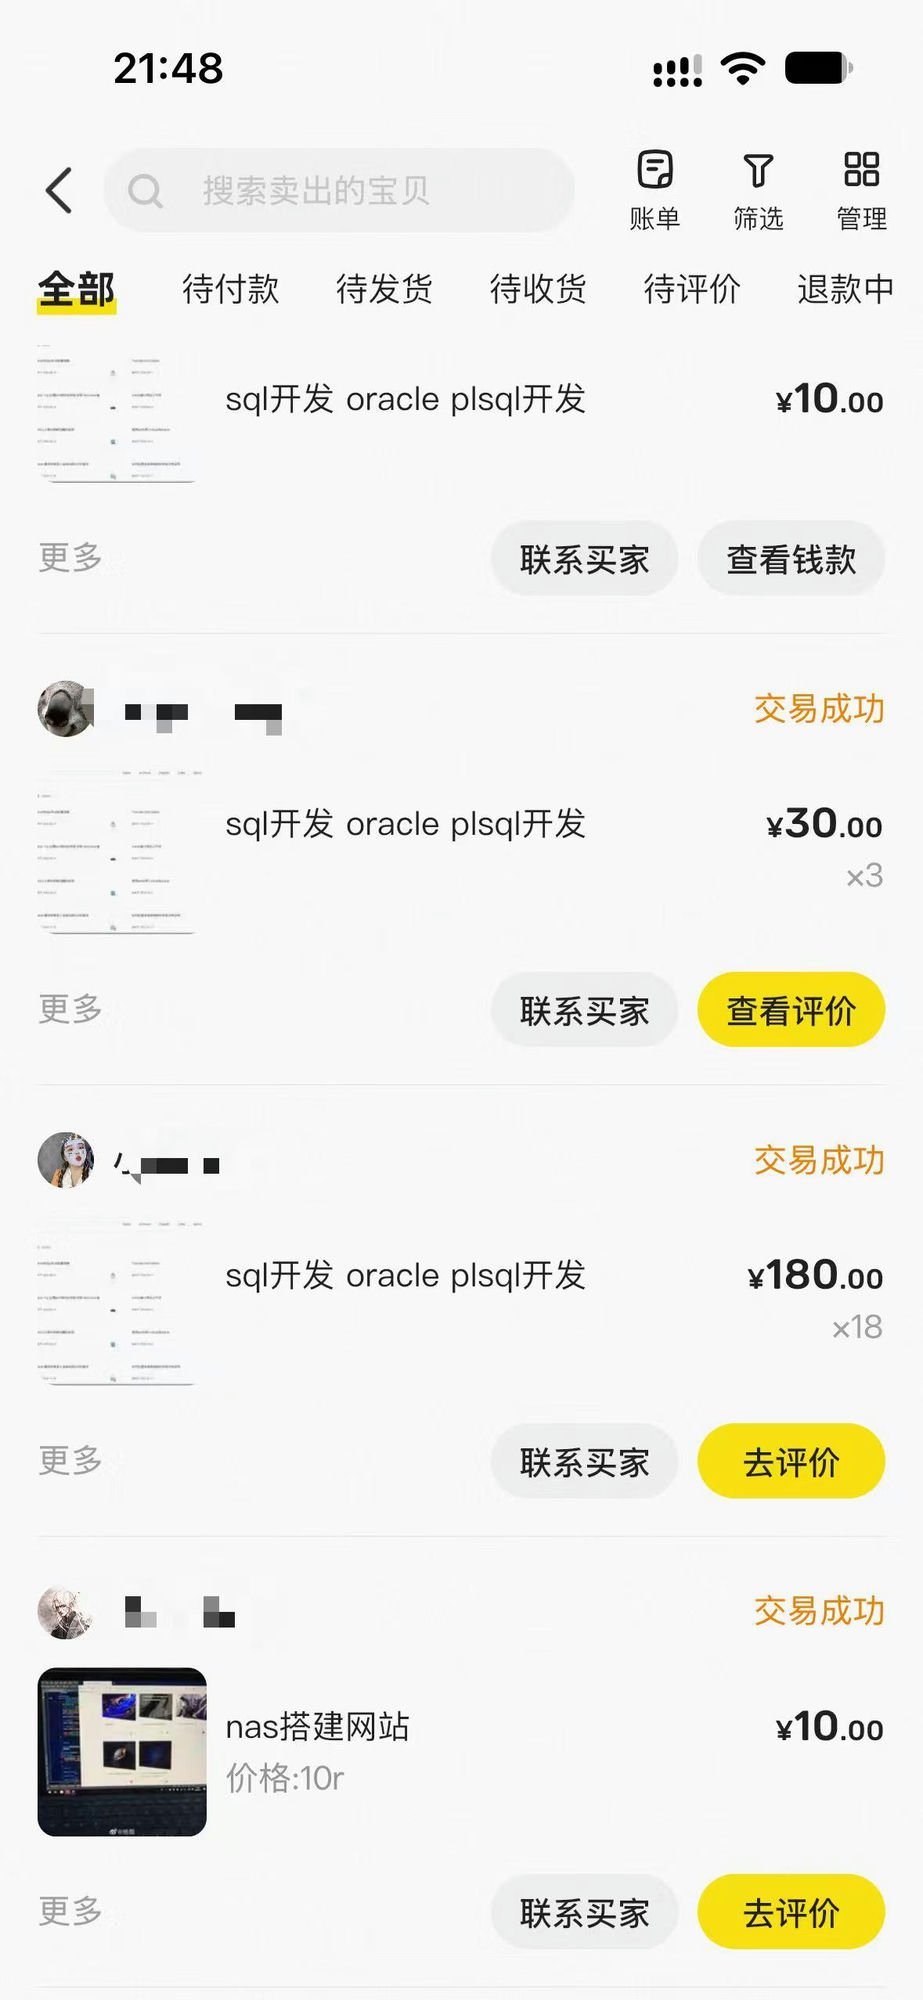 21:48
搜索卖出的宝贝
账单
筛选
管理
全部 待付款 待发货 待收货 待评价 退款中
sql开发 oracle plsql开发 ¥10.00
更多 联系买家 查看钱款
交易成功
sql开发 oracle plsql开发 ¥30.00
×3
更多 联系买家 查看评价
交易成功
sql开发 oracle plsql开发 ¥180.00
×18
更多 联系买家 去评价
交易成功
nas搭建网站 ¥10.00
价格:10r
更多 联系买家 去评价